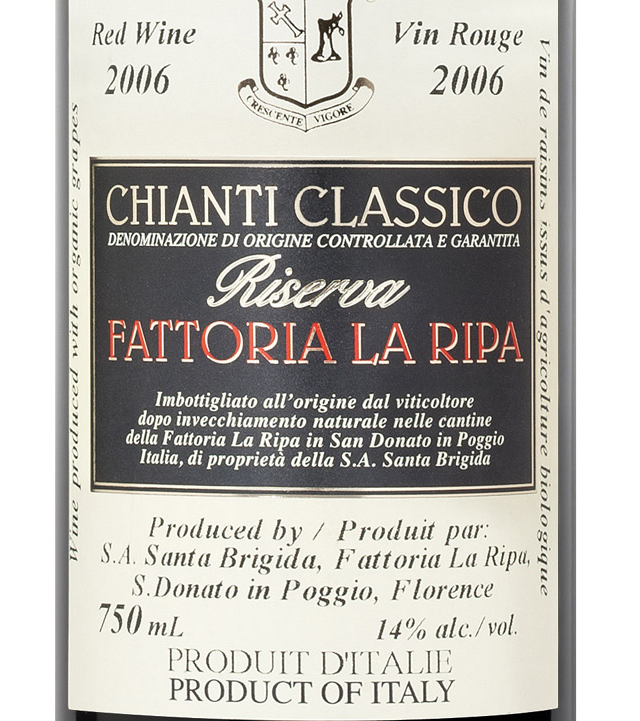 Red Wine
2006
Vin Rouge
2006
CRESCENTE VIGORE
CHIANTI CLASSICO
DENOMINAZIONE DI ORIGINE CONTROLLATA E GARANTITA
Riserva
FATTORIA LA RIPA
Imbottigliato all'origine dal viticoltore
dopo invecchiamento naturale nelle cantine
della Fattoria La Ripa in San Donato in Poggio
Italia, di proprietà della S.A. Santa Brigida
Wine produced with organic grapes
Vin de raisins issus d'agriculture biologique
Produced by / Produit par:
S.A. Santa Brigida, Fattoria La Ripa,
S.Donato in Poggio, Florence
750 mL
14% alc./vol.
PRODUIT D'ITALIE
PRODUCT OF ITALY